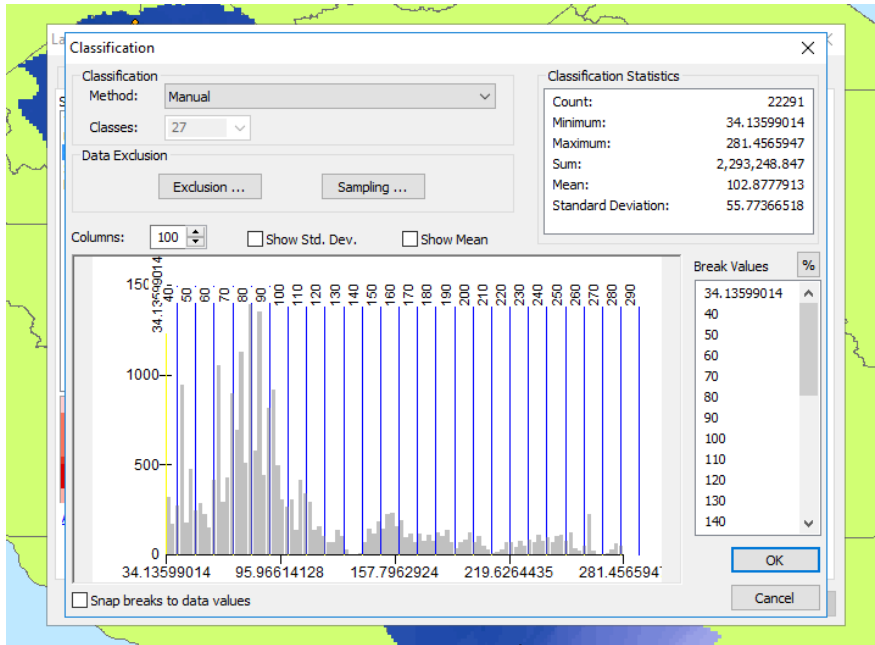 La
Classification
Classification
Method: Manual
Classes: 27
Data Exclusion
Exclusion ...
Sampling ...
Classification Statistics
Count: 22291
Minimum: 34.13599014
Maximum: 281.4565947
Sum: 2,293,248.847
Mean: 102.8777913
Standard Deviation: 55.77366518
Columns: 100
Show Std. Dev.
Show Mean
34.13599014 40 50 60 70 80 90 100 110 120 130 140 150 160 170 180 190 200 210 220 230 240 250 260 270 280 290
1000
500
0
34.13599014 95.96614128 157.7962924 219.6264435 281.4565947
Break Values %
34.13599014
40
50
60
70
80
90
100
110
120
130
140
OK
Cancel
Snap breaks to data values